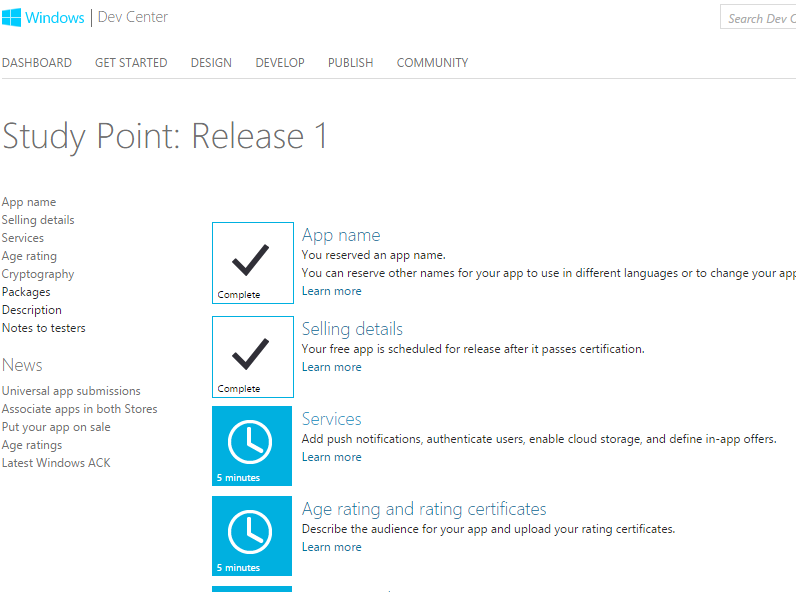 Windows | Dev Center
Search Dev C
DASHBOARD GET STARTED DESIGN DEVELOP PUBLISH COMMUNITY
Study Point: Release 1
App name
Selling details
Services
Age rating
Cryptography
Packages
Description
Notes to testers
News
Universal app submissions
Associate apps in both Stores
Put your app on sale
Age ratings
Latest Windows ACK
Complete
App name
You reserved an app name.
You can reserve other names for your app to use in different languages or to change your app
Learn more
Complete
Selling details
Your free app is scheduled for release after it passes certification.
Learn more
5 minutes
Services
Add push notifications, authenticate users, enable cloud storage, and define in-app offers.
Learn more
5 minutes
Age rating and rating certificates
Describe the audience for your app and upload your rating certificates.
Learn more